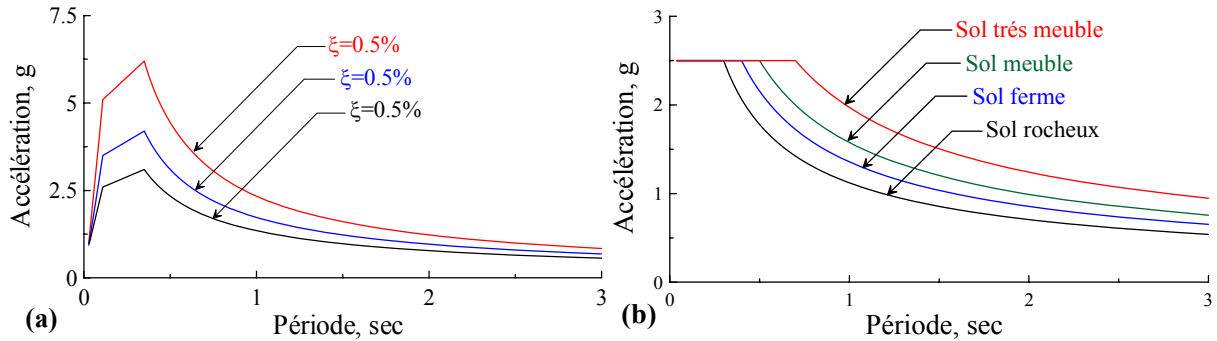 7.5
5
2.5
0
Accélération, g
ξ=0.5%
ξ=0.5%
ξ=0.5%
0
1
2
3
Période, sec
(a)
3
2
1
0
Accélération, g
Sol trés meuble
Sol meuble
Sol ferme
Sol rocheux
0
1
2
3
Période, sec
(b)